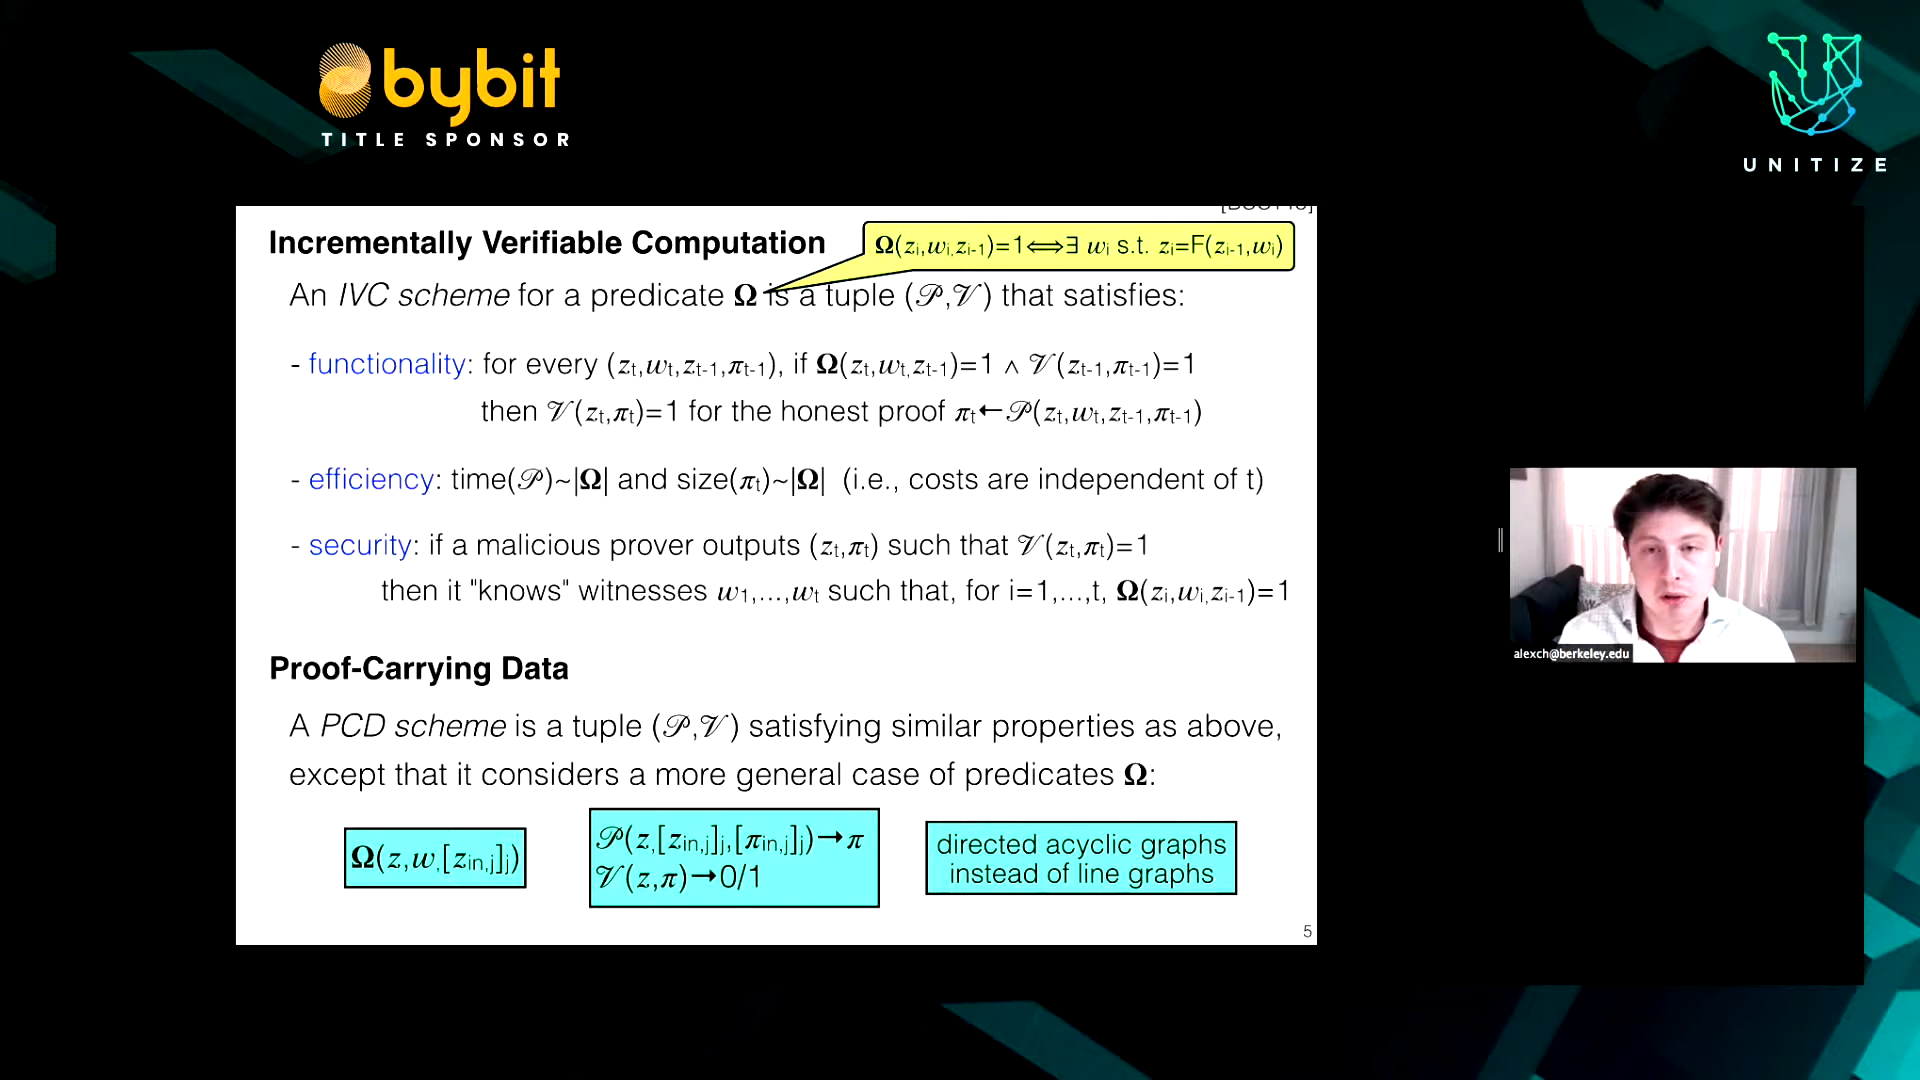 bybit
TITLE SPONSOR
UNITIZE
Incrementally Verifiable Computation
Ω(zi,wi,zi-1)=1⟺∃ wi s.t. zi=F(zi-1,wi)
An IVC scheme for a predicate Ω is a tuple (𝒫,𝒱) that satisfies:
- functionality: for every (zt,wt,zt-1,πt-1), if Ω(zt,wt,zt-1)=1 ∧ 𝒱(zt-1,πt-1)=1
then 𝒱(zt,πt)=1 for the honest proof πt←𝒫(zt,wt,zt-1,πt-1)
- efficiency: time(𝒫)~|Ω| and size(πt)~|Ω| (i.e., costs are independent of t)
- security: if a malicious prover outputs (zt,πt) such that 𝒱(zt,πt)=1
then it "knows" witnesses w1,...,wt such that, for i=1,...,t, Ω(zi,wi,zi-1)=1
Proof-Carrying Data
A PCD scheme is a tuple (𝒫,𝒱) satisfying similar properties as above,
except that it considers a more general case of predicates Ω:
Ω(z,w,[zin,j]j)
𝒫(z,[zin,j]j,[πin,j]j)→π
𝒱(z,π)→0/1
directed acyclic graphs
instead of line graphs
5
alexch@berkeley.edu